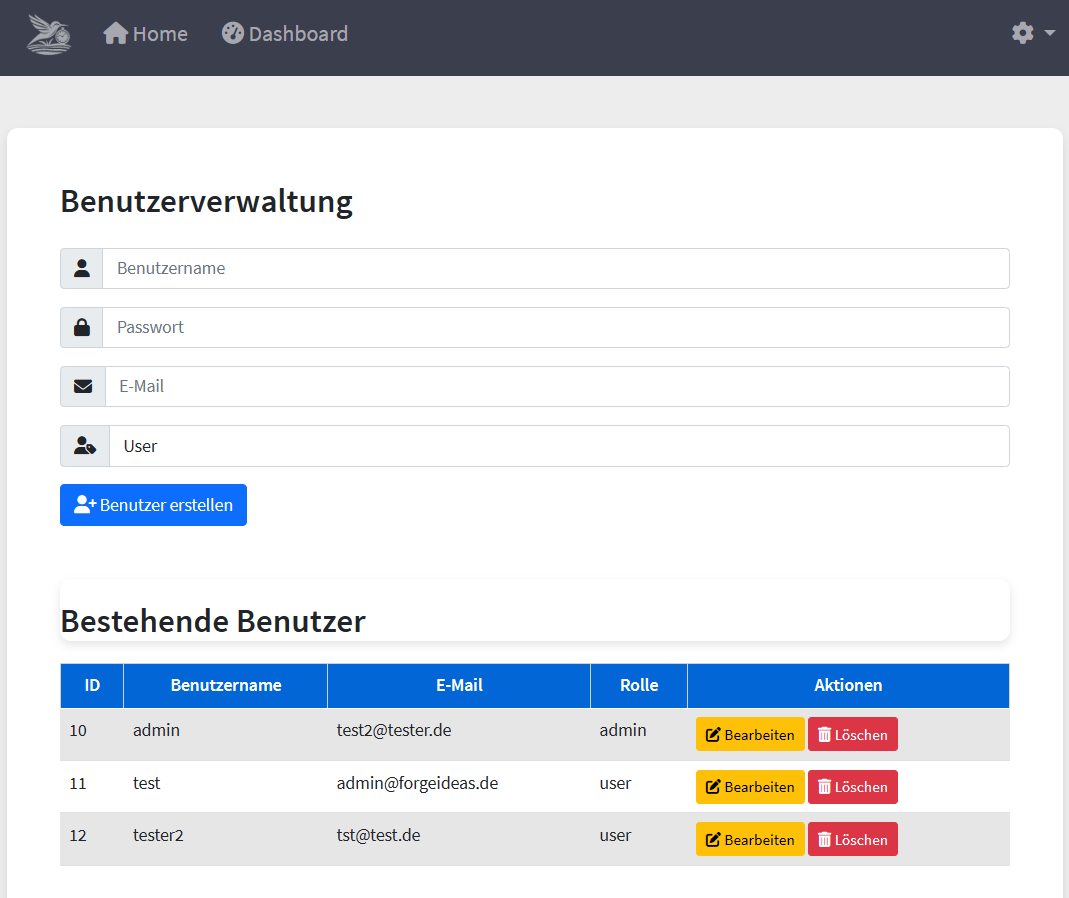 Home Dashboard
Benutzerverwaltung
Benutzername
Passwort
E-Mail
User
Benutzer erstellen
Bestehende Benutzer
ID Benutzername E-Mail Rolle Aktionen
10 admin test2@tester.de admin Bearbeiten Löschen
11 test admin@forgeideas.de user Bearbeiten Löschen
12 tester2 tst@test.de user Bearbeiten Löschen